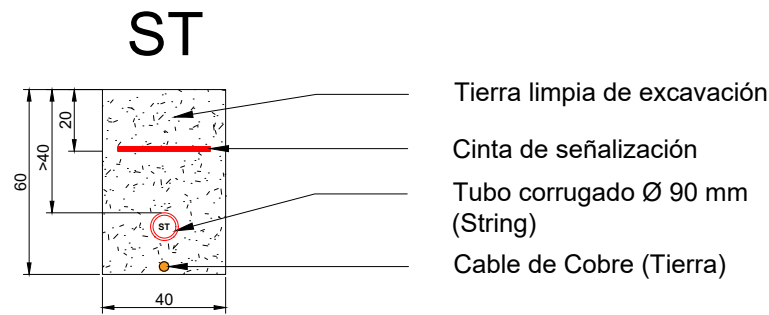 ST
Tierra limpia de excavación
20
Cinta de señalización
>40
60
Tubo corrugado Ø 90 mm
(String)
ST
Cable de Cobre (Tierra)
40